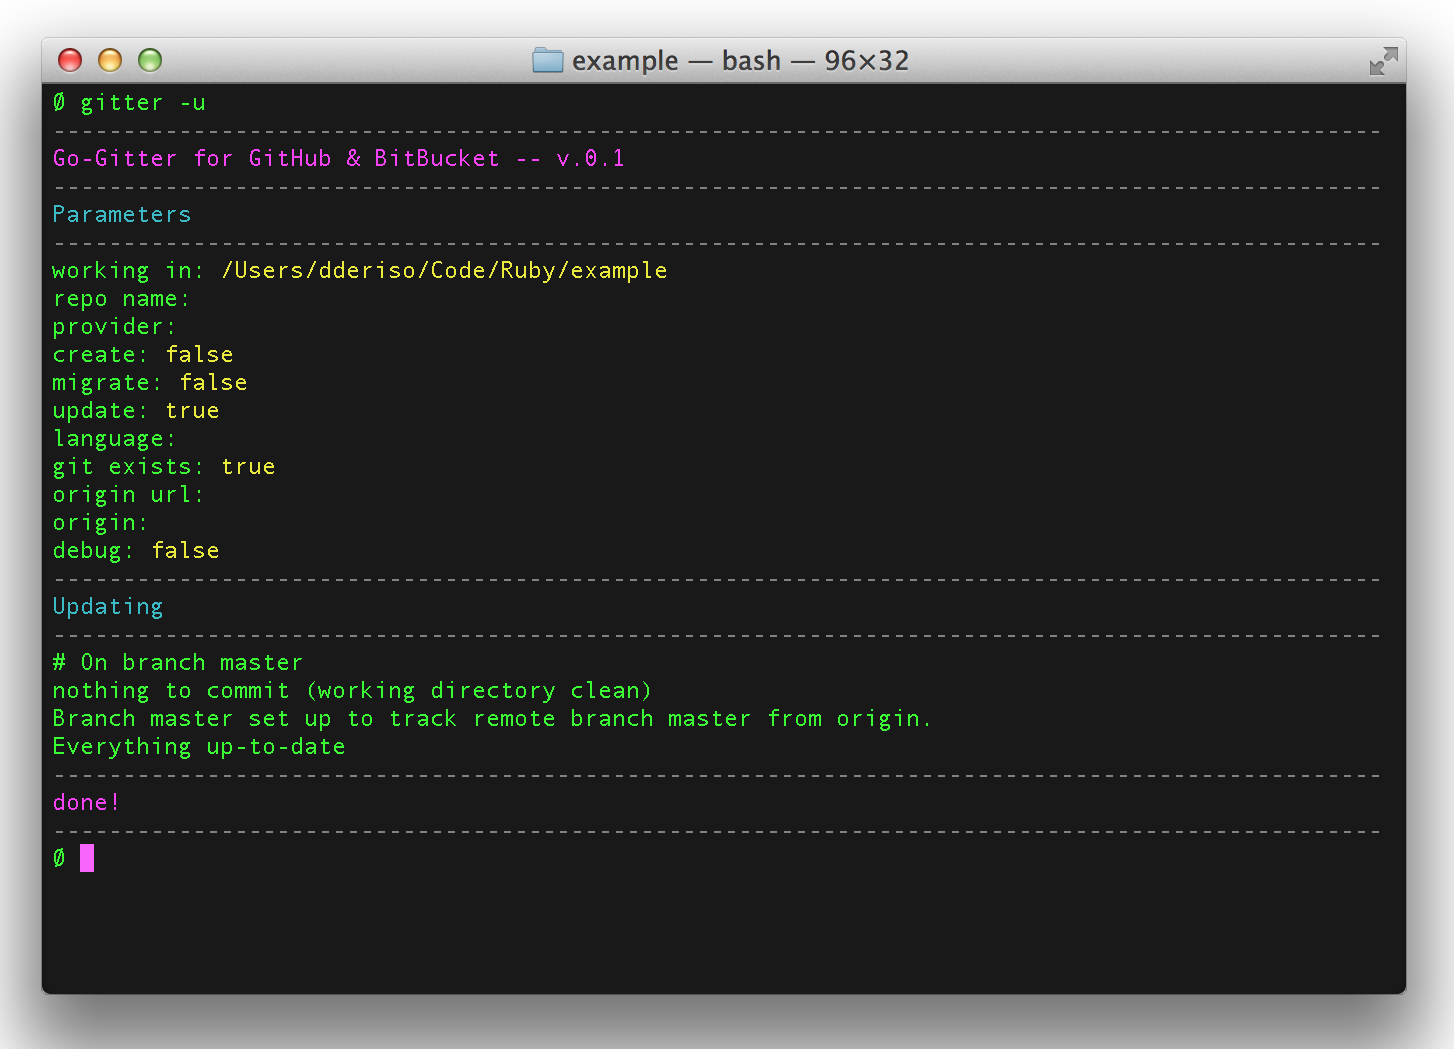 example — bash — 96×32
Ø gitter -u
-----------------------------------------------------------------------------------------------
Go-Gitter for GitHub & BitBucket -- v.0.1
-----------------------------------------------------------------------------------------------
Parameters
-----------------------------------------------------------------------------------------------
working in: /Users/dderiso/Code/Ruby/example
repo name:
provider:
create: false
migrate: false
update: true
language:
git exists: true
origin url:
origin:
debug: false
-----------------------------------------------------------------------------------------------
Updating
-----------------------------------------------------------------------------------------------
# On branch master
nothing to commit (working directory clean)
Branch master set up to track remote branch master from origin.
Everything up-to-date
-----------------------------------------------------------------------------------------------
done!
-----------------------------------------------------------------------------------------------
Ø